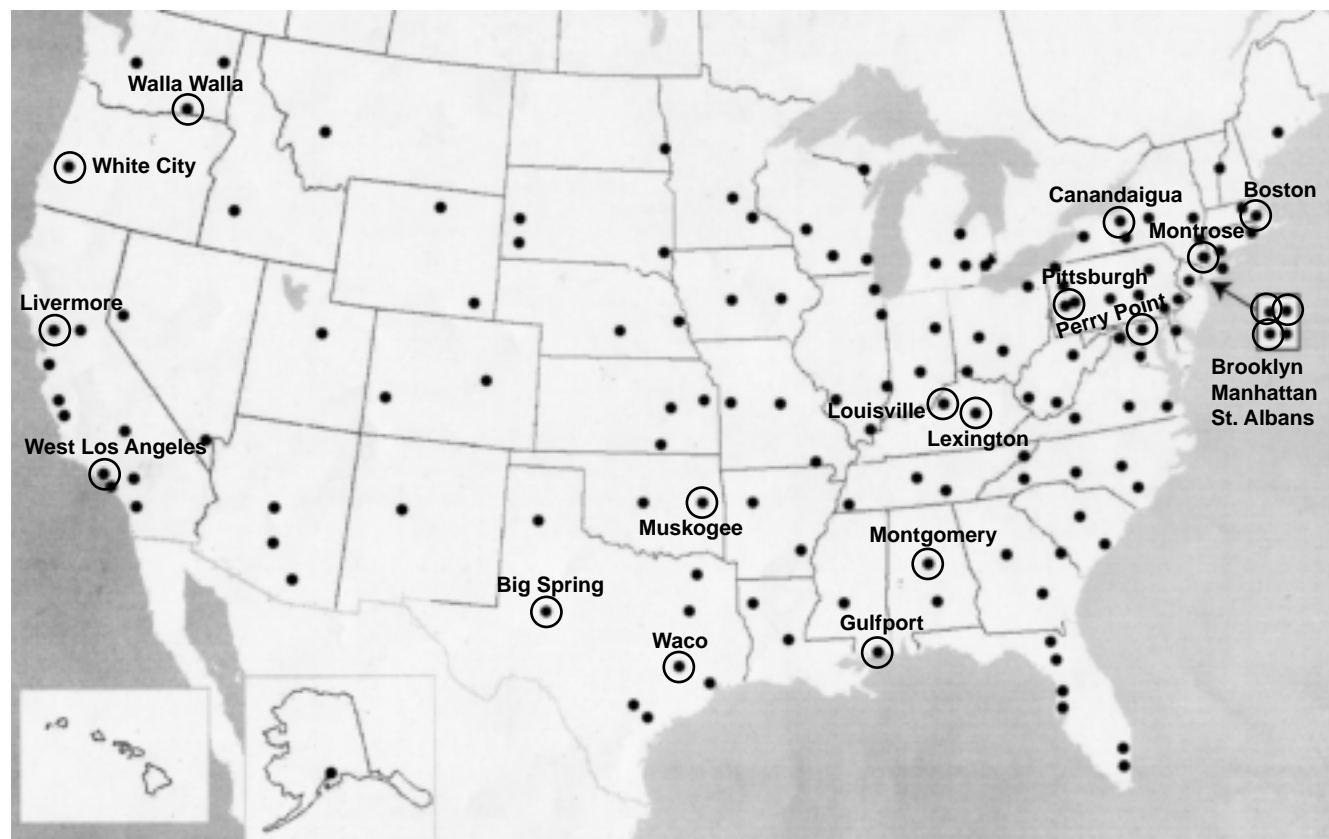 Walla Walla
White City
Canandaigua
Boston
Montrose
Livermore
Pittsburgh
Perry Point
Brooklyn
Manhattan
St. Albans
Louisville
Lexington
West Los Angeles
Muskogee
Montgomery
Big Spring
Gulfport
Waco